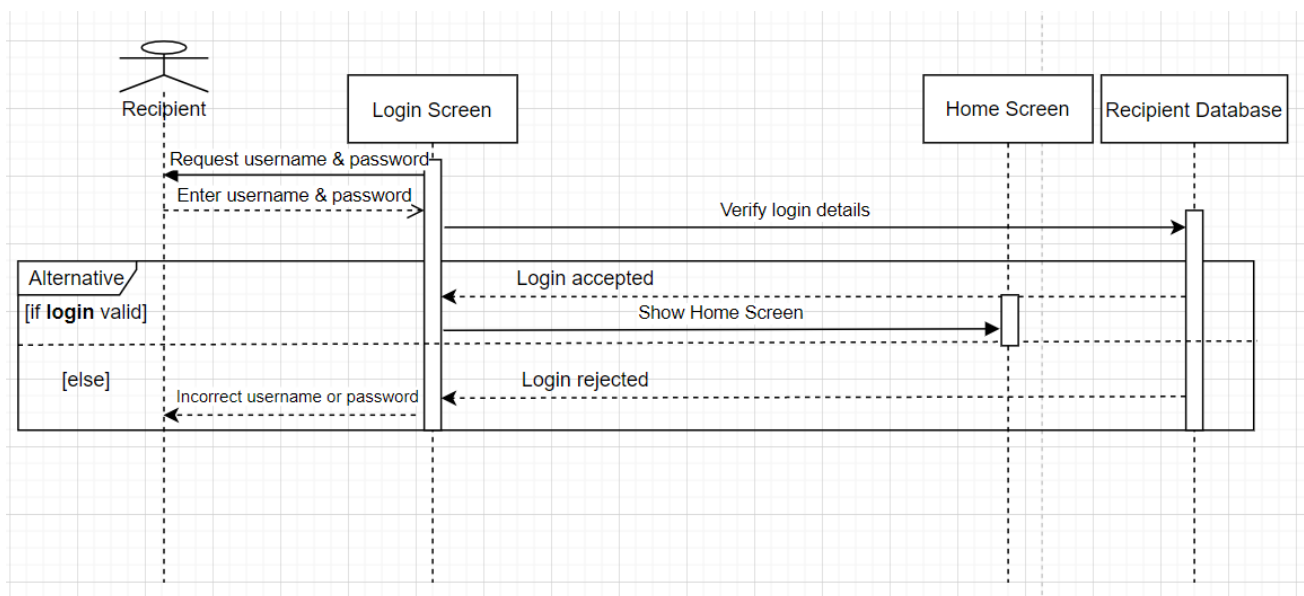 Recipient
Login Screen
Home Screen
Recipient Database
Request username & password
Enter username & password
Verify login details
Alternative
Login accepted
[if login valid]
Show Home Screen
[else]
Login rejected
Incorrect username or password